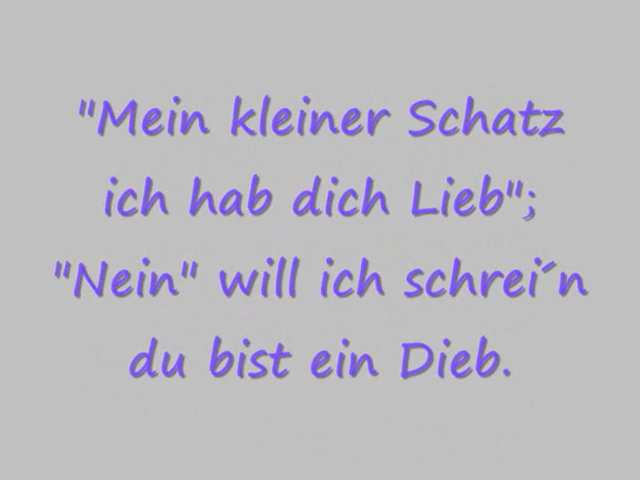 "Mein kleiner Schatz
ich hab dich Lieb";
"Nein" will ich schrei´n
du bist ein Dieb.